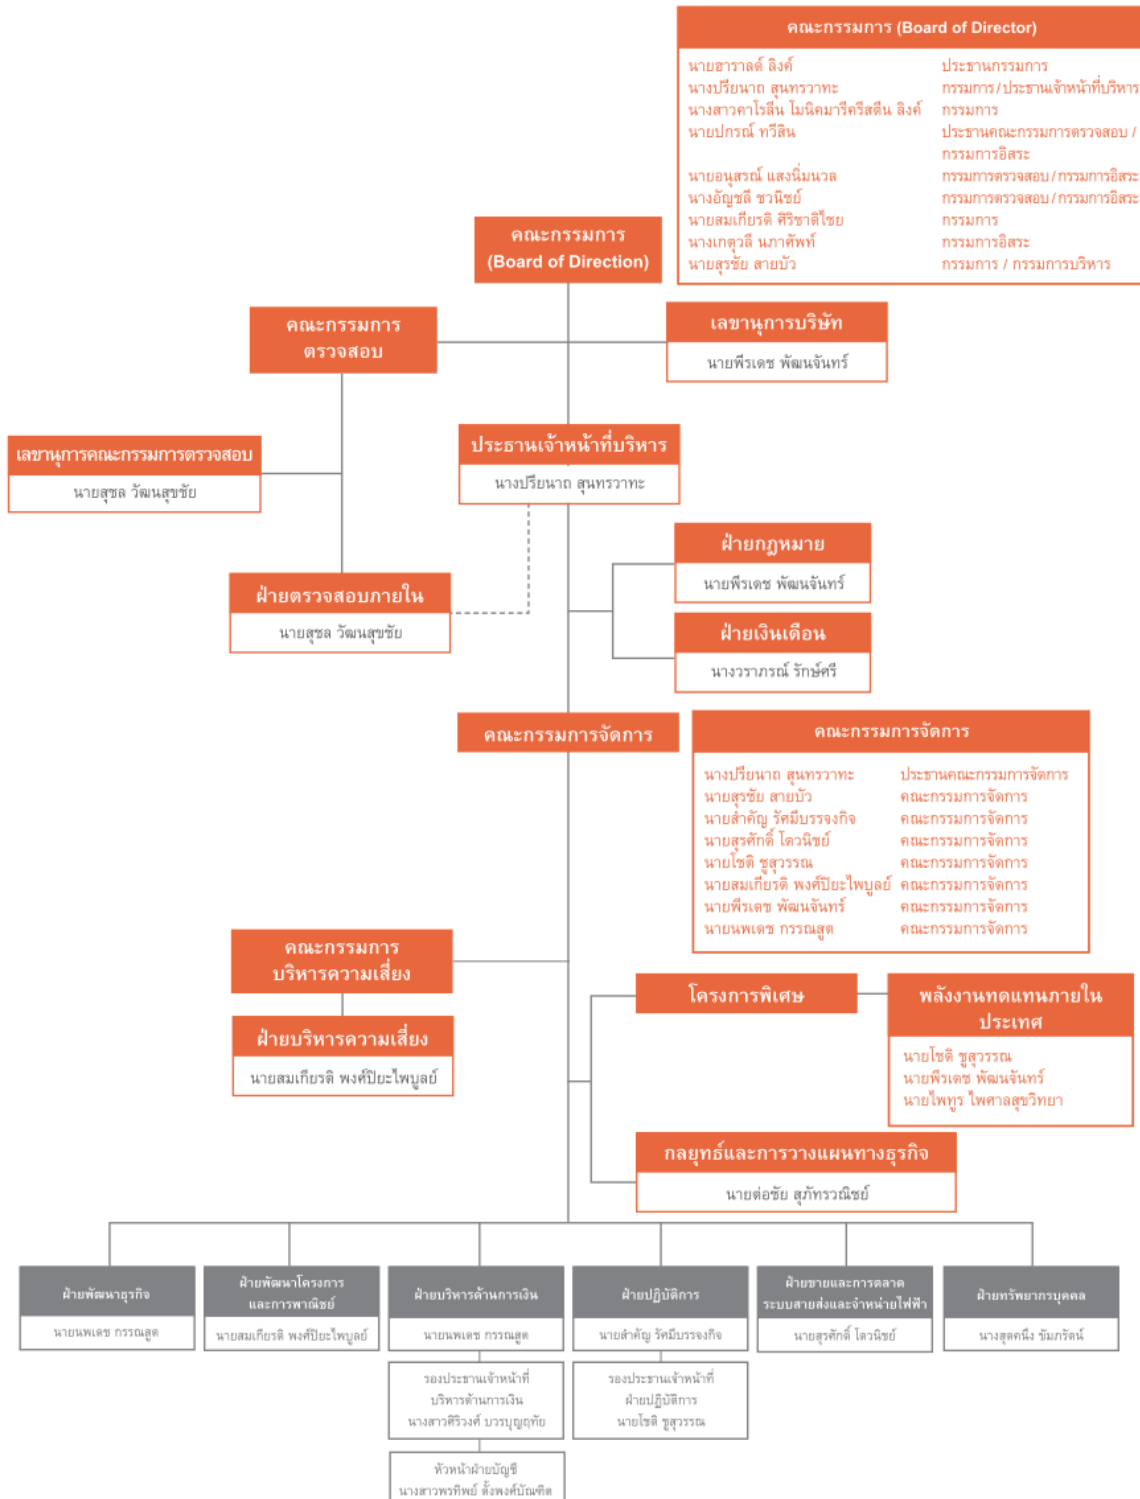 คณะกรรมการ (Board of Director)
นายฮาราลด์ ลิงค์ ประธานกรรมการ
นางปรียนาถ สุนทรวาทะ กรรมการ / ประธานเจ้าหน้าที่บริหาร
นางสาวคาโรลีน โมนิคมารีครีสตีน ลิงค์ กรรมการ
นายปกรณ์ ทวีสิน ประธานคณะกรรมการตรวจสอบ /
กรรมการอิสระ
นายอนุสรณ์ แสงนิ่มนวล กรรมการตรวจสอบ / กรรมการอิสระ
นางอัญชลี ชวนิชย์ กรรมการตรวจสอบ / กรรมการอิสระ
นายสมเกียรติ ศิริชาติไชย กรรมการ
นางเกตุวลี นภาศัพท์ กรรมการอิสระ
นายสุรชัย สายบัว กรรมการ / กรรมการบริหาร
คณะกรรมการ
(Board of Direction)
คณะกรรมการ
ตรวจสอบ
เลขานุการบริษัท
นายพีรเดช พัฒนจันทร์
เลขานุการคณะกรรมการตรวจสอบ
นายสุชล วัฒนสุขชัย
ประธานเจ้าหน้าที่บริหาร
นางปรียนาถ สุนทรวาทะ
ฝ่ายกฎหมาย
นายพีรเดช พัฒนจันทร์
ฝ่ายตรวจสอบภายใน
นายสุชล วัฒนสุขชัย
ฝ่ายเงินเดือน
นางวราภรณ์ รักษ์ศรี
คณะกรรมการจัดการ
คณะกรรมการจัดการ
นางปรียนาถ สุนทรวาทะ ประธานคณะกรรมการจัดการ
นายสุรชัย สายบัว คณะกรรมการจัดการ
นายสำคัญ รัศมีบรรจงกิจ คณะกรรมการจัดการ
นายสุรศักดิ์ โตวนิชย์ คณะกรรมการจัดการ
นายโชติ ชูสุวรรณ คณะกรรมการจัดการ
นายสมเกียรติ พงศ์ปิยะไพบูลย์ คณะกรรมการจัดการ
นายพีรเดช พัฒนจันทร์ คณะกรรมการจัดการ
นายนพเดช กรรณสูต คณะกรรมการจัดการ
คณะกรรมการ
บริหารความเสี่ยง
ฝ่ายบริหารความเสี่ยง
นายสมเกียรติ พงศ์ปิยะไพบูลย์
โครงการพิเศษ
พลังงานทดแทนภายใน
ประเทศ
นายโชติ ชูสุวรรณ
นายพีรเดช พัฒนจันทร์
นายไพฑูร ไพศาลสุขวิทยา
กลยุทธ์และการวางแผนทางธุรกิจ
นายต่อชัย สุภัทรวณิชย์
ฝ่ายพัฒนาธุรกิจ
นายนพเดช กรรณสูต
ฝ่ายพัฒนาโครงการ
และการพาณิชย์
นายสมเกียรติ พงศ์ปิยะไพบูลย์
ฝ่ายบริหารด้านการเงิน
นายนพเดช กรรณสูต
รองประธานเจ้าหน้าที่
บริหารด้านการเงิน
นางสาวศิริวงศ์ บวรบุญฤทัย
หัวหน้าฝ่ายบัญชี
นางสาวพรทิพย์ ตั้งพงศ์บัณฑิต
ฝ่ายปฏิบัติการ
นายสำคัญ รัศมีบรรจงกิจ
รองประธานเจ้าหน้าที่
ฝ่ายปฏิบัติการ
นายโชติ ชูสุวรรณ
ฝ่ายขายและการตลาด
ระบบสายส่งและจำหน่ายไฟฟ้า
นายสุรศักดิ์ โตวนิชย์
ฝ่ายทรัพยากรบุคคล
นางสุดคนึง ขัมภรัตน์